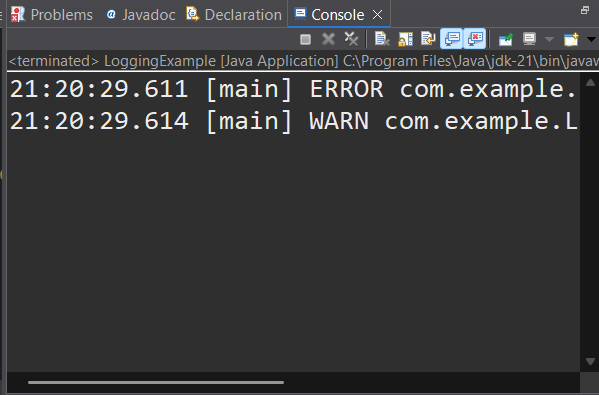 Problems @ Javadoc Declaration Console
<terminated> LoggingExample [Java Application] C:\Program Files\Java\jdk-21\bin\javaw
21:20:29.611 [main] ERROR com.example.
21:20:29.614 [main] WARN com.example.L